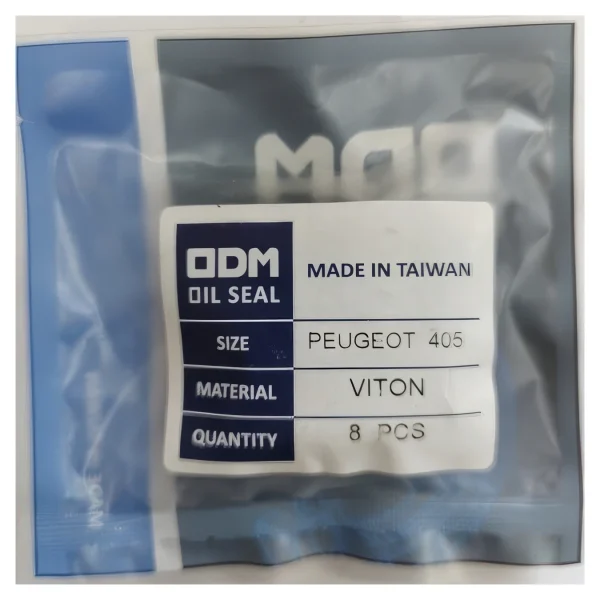 ODM
OIL SEAL
MADE IN TAIWAN
SIZE
PEUGEOT 405
MATERIAL
VITON
QUANTITY
8 PCS